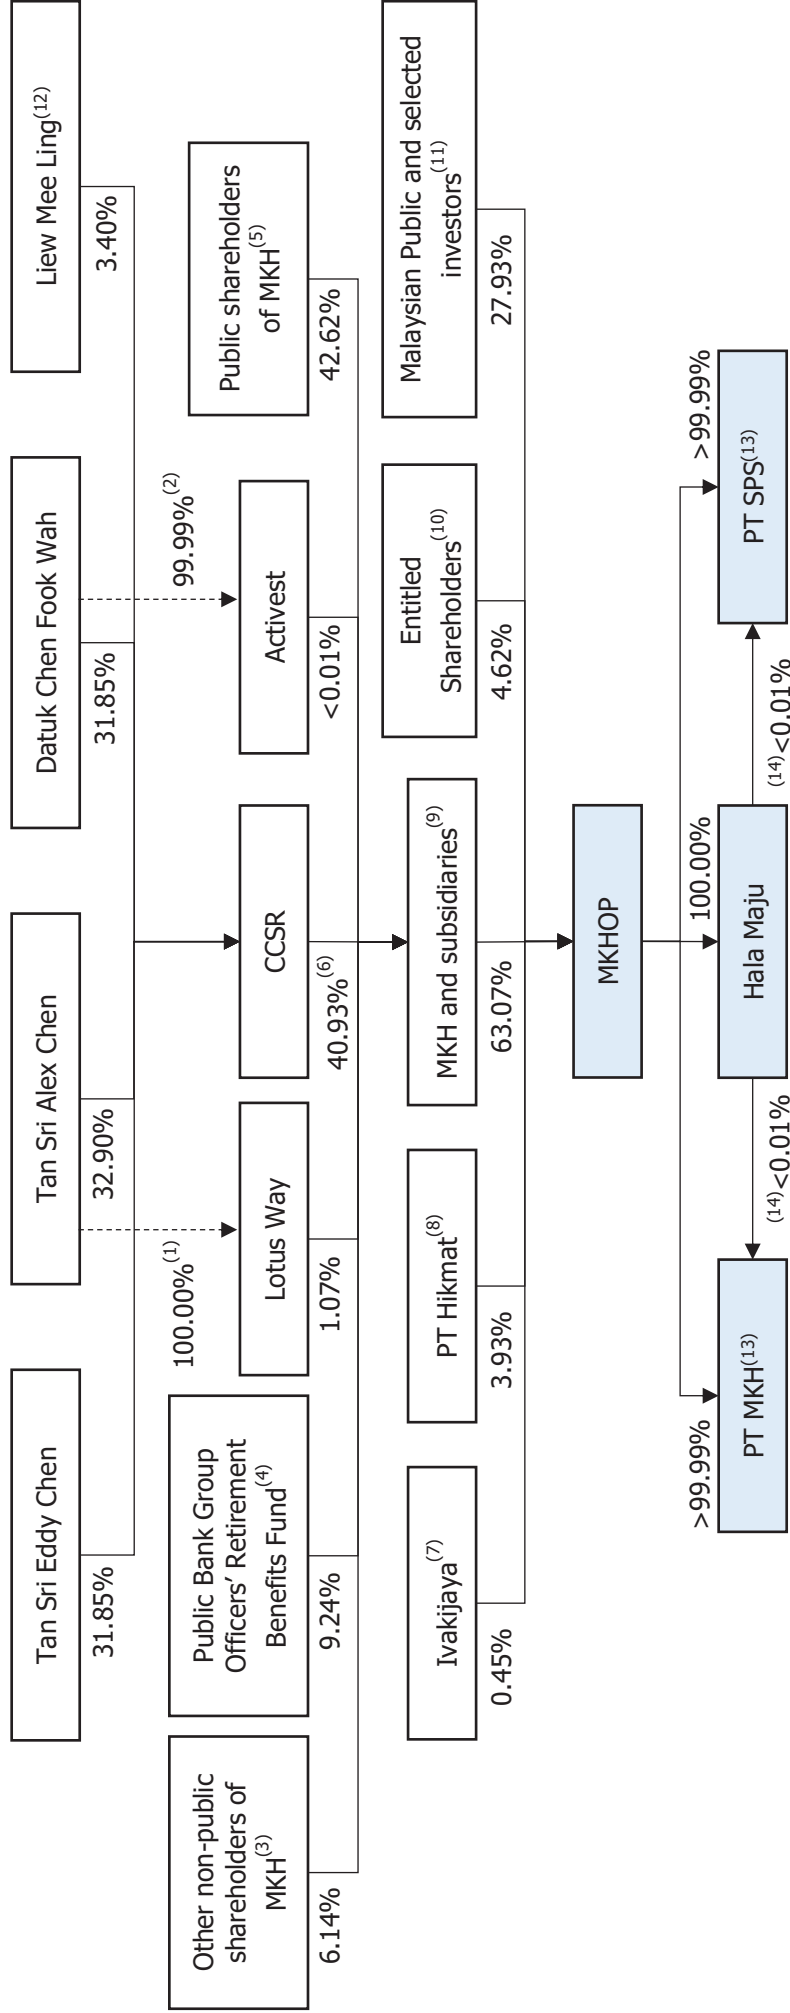 Tan Sri Eddy Chen
Tan Sri Alex Chen
Datuk Chen Fook Wah
Liew Mee Ling(12)
31.85%
32.90%
31.85%
3.40%
100.00%(1)
99.99%(2)
Other non-public
shareholders of
MKH(3)
Public Bank Group
Officers’ Retirement
Benefits Fund(4)
Lotus Way
CCSR
Activest
Public shareholders
of MKH(5)
6.14%
9.24%
1.07%
40.93%(6)
<0.01%
42.62%
Ivakijaya(7)
PT Hikmat(8)
MKH and subsidiaries(9)
Entitled
Shareholders(10)
Malaysian Public and selected
investors(11)
0.45%
3.93%
63.07%
4.62%
27.93%
MKHOP
>99.99%
100.00%
>99.99%
PT MKH(13)
Hala Maju
PT SPS(13)
(14)<0.01%
(14)<0.01%